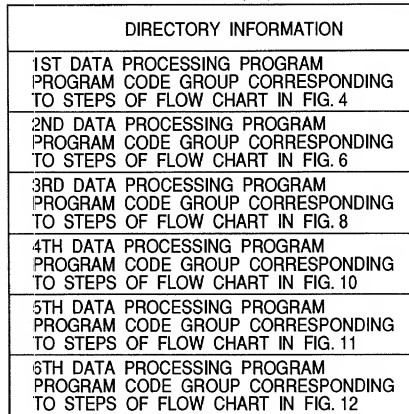 DIRECTORY INFORMATION
1ST DATA PROCESSING PROGRAM
PROGRAM CODE GROUP CORRESPONDING
TO STEPS OF FLOW CHART IN FIG. 4
2ND DATA PROCESSING PROGRAM
PROGRAM CODE GROUP CORRESPONDING
TO STEPS OF FLOW CHART IN FIG. 6
3RD DATA PROCESSING PROGRAM
PROGRAM CODE GROUP CORRESPONDING
TO STEPS OF FLOW CHART IN FIG. 8
4TH DATA PROCESSING PROGRAM
PROGRAM CODE GROUP CORRESPONDING
TO STEPS OF FLOW CHART IN FIG. 10
5TH DATA PROCESSING PROGRAM
PROGRAM CODE GROUP CORRESPONDING
TO STEPS OF FLOW CHART IN FIG. 11
6TH DATA PROCESSING PROGRAM
PROGRAM CODE GROUP CORRESPONDING
TO STEPS OF FLOW CHART IN FIG. 12